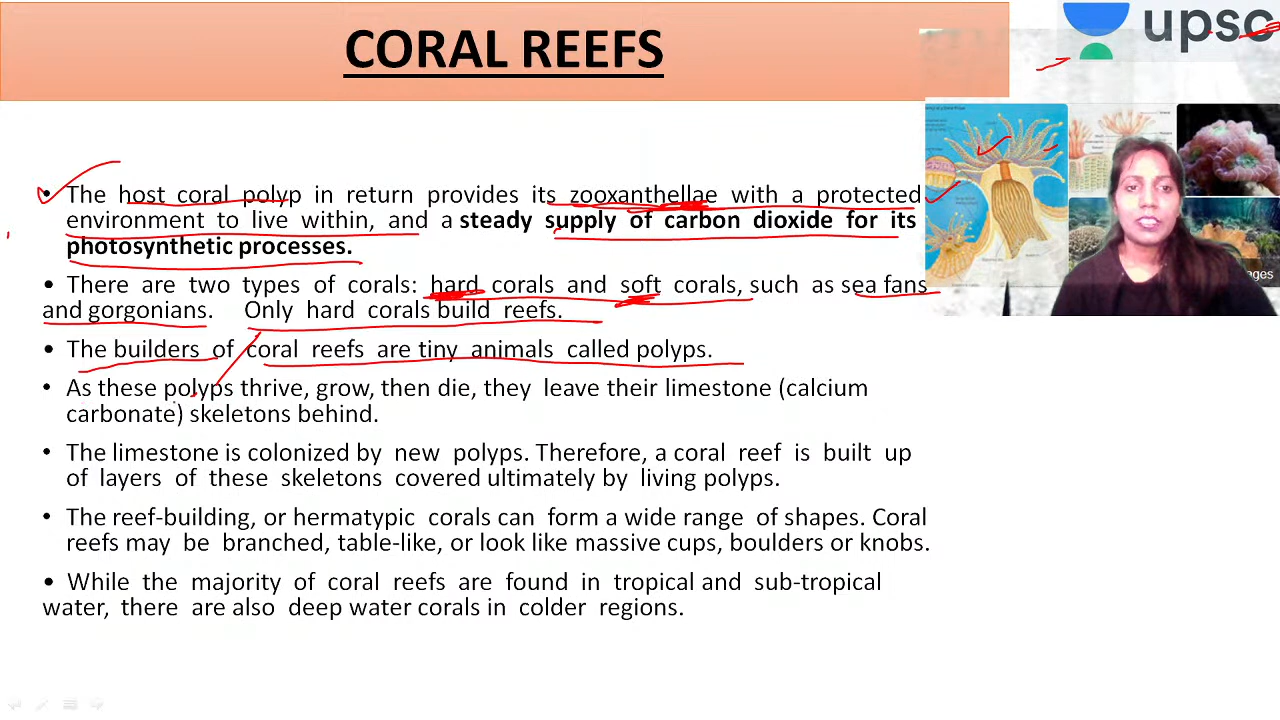 CORAL REEFS
upsc
• The host coral polyp in return provides its zooxanthellae with a protected
environment to live within, and a steady supply of carbon dioxide for its
photosynthetic processes.
• There are two types of corals: hard corals and soft corals, such as sea fans
and gorgonians. Only hard corals build reefs.
• The builders of coral reefs are tiny animals called polyps.
• As these polyps thrive, grow, then die, they leave their limestone (calcium
carbonate) skeletons behind.
• The limestone is colonized by new polyps. Therefore, a coral reef is built up
of layers of these skeletons covered ultimately by living polyps.
• The reef-building, or hermatypic corals can form a wide range of shapes. Coral
reefs may be branched, table-like, or look like massive cups, boulders or knobs.
• While the majority of coral reefs are found in tropical and sub-tropical
water, there are also deep water corals in colder regions.